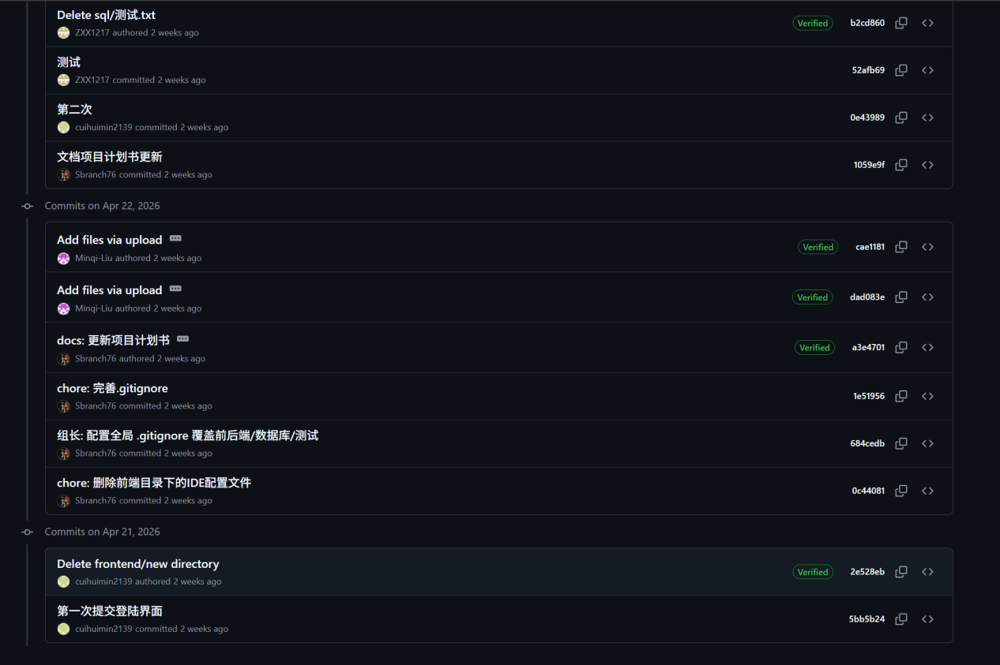 Delete sql/测试.txt
Verified b2cd860
ZXX1217 authored 2 weeks ago
测试
52afb69
ZXX1217 committed 2 weeks ago
第二次
0e43989
cuihuimin2139 committed 2 weeks ago
文档项目计划书更新
1059e9f
Sbranch76 committed 2 weeks ago
Commits on Apr 22, 2026
Add files via upload
Verified cae1181
Minqi-Liu authored 2 weeks ago
Add files via upload
Verified dad083e
Minqi-Liu authored 2 weeks ago
docs: 更新项目计划书
Verified a3e4701
Sbranch76 authored 2 weeks ago
chore: 完善.gitignore
1e51956
Sbranch76 committed 2 weeks ago
组长: 配置全局 .gitignore 覆盖前后端/数据库/测试
684cedb
Sbranch76 committed 2 weeks ago
chore: 删除前端目录下的IDE配置文件
0c44081
Sbranch76 committed 2 weeks ago
Commits on Apr 21, 2026
Delete frontend/new directory
Verified 2e528eb
cuihuimin2139 authored 2 weeks ago
第一次提交登陆界面
5bb5b24
cuihuimin2139 committed 2 weeks ago